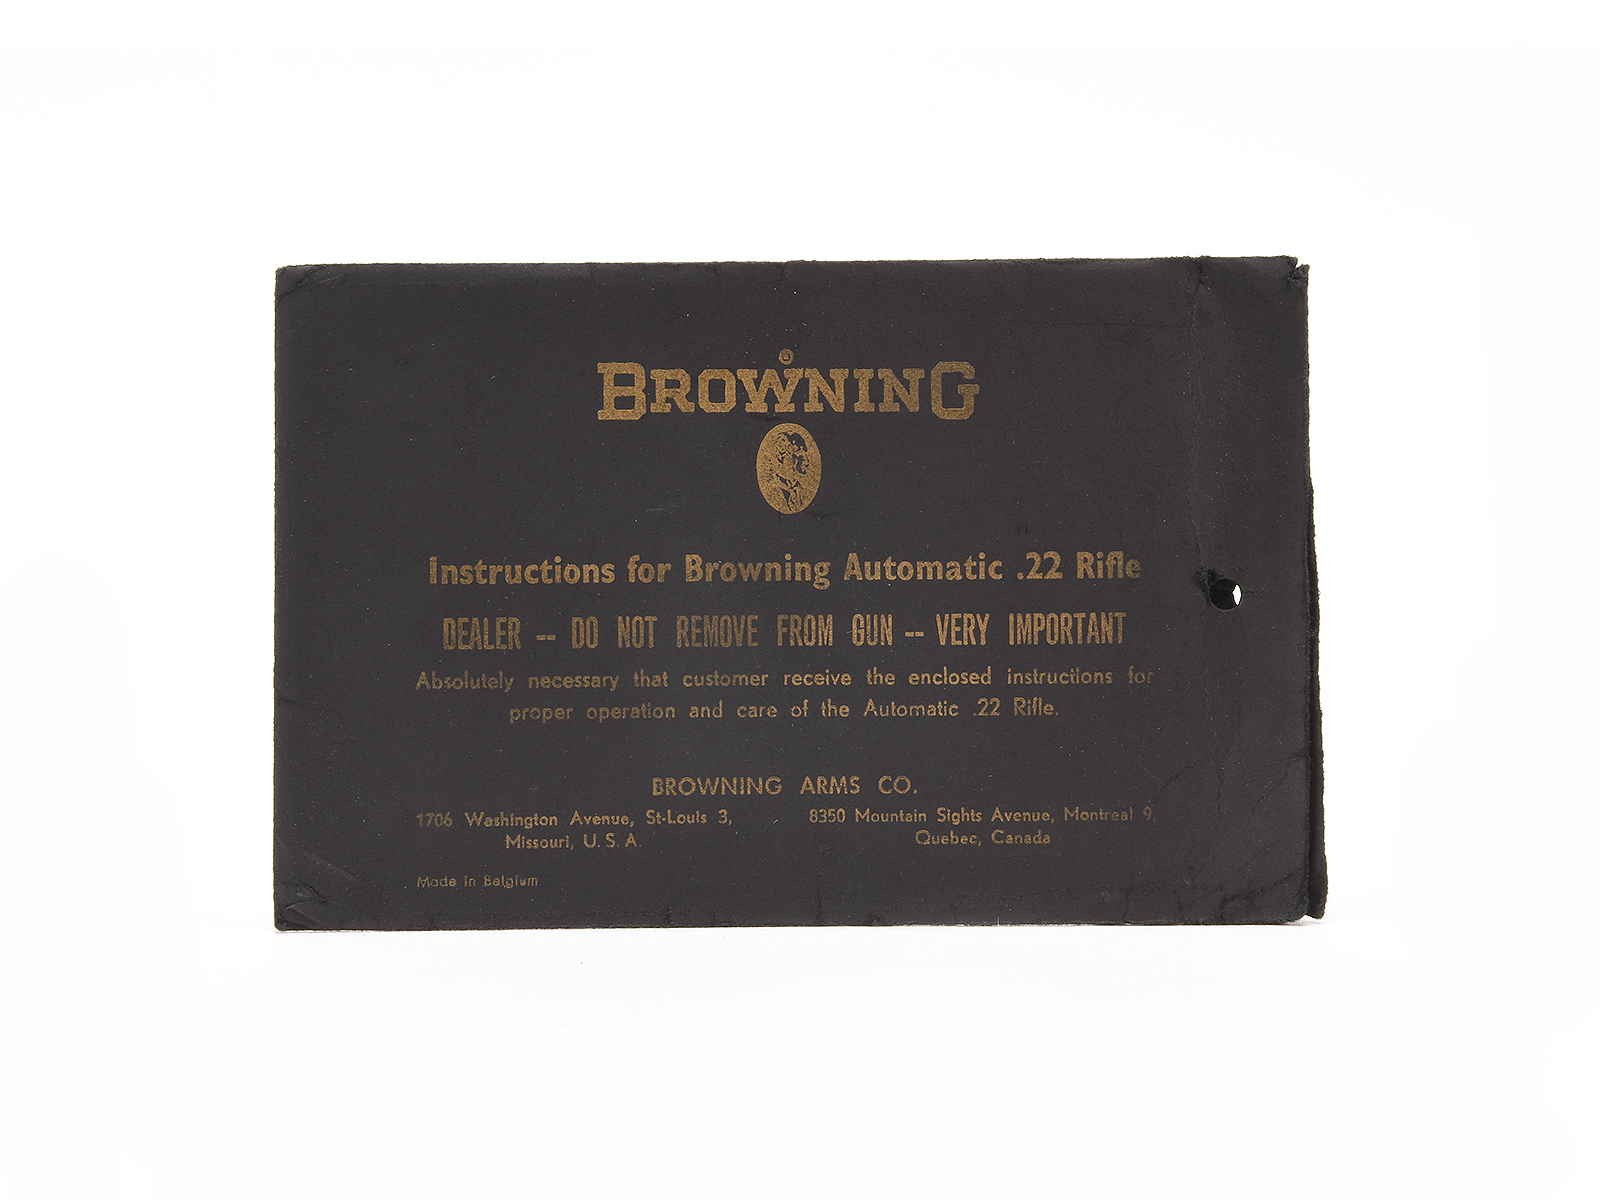 BROWNING
Instructions for Browning Automatic .22 Rifle
DEALER -- DO NOT REMOVE FROM GUN -- VERY IMPORTANT
Absolutely necessary that customer receive the enclosed instructions for
proper operation and care of the Automatic .22 Rifle.
BROWNING ARMS CO.
1706 Washington Avenue, St-Louis 3,
Missouri, U. S. A.
8350 Mountain Sights Avenue, Montreal 9,
Quebec, Canada
Made in Belgium